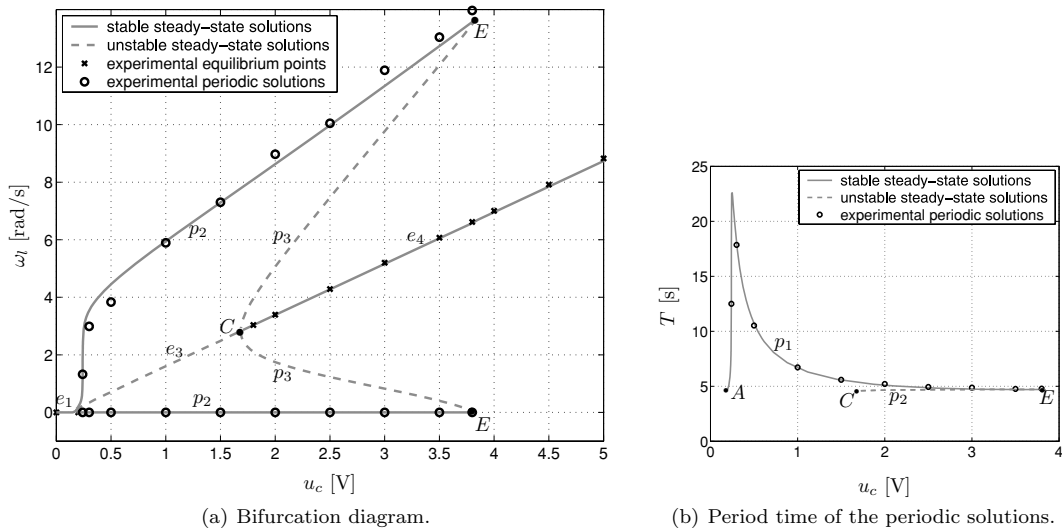 stable steady-state solutions
unstable steady-state solutions
experimental equilibrium points
experimental periodic solutions
12
10
8
6
4
2
0
ω_l [rad/s]
E
p_2
p_3
e_4
C
e_3
p_3
e_1
p_2
E
0 0.5 1 1.5 2 2.5 3 3.5 4 4.5 5
u_c [V]
(a) Bifurcation diagram.
25
20
15
10
5
0
T [s]
stable steady-state solutions
unstable steady-state solutions
experimental periodic solutions
p_1
A
C
p_2
E
0 1 2 3 4
u_c [V]
(b) Period time of the periodic solutions.